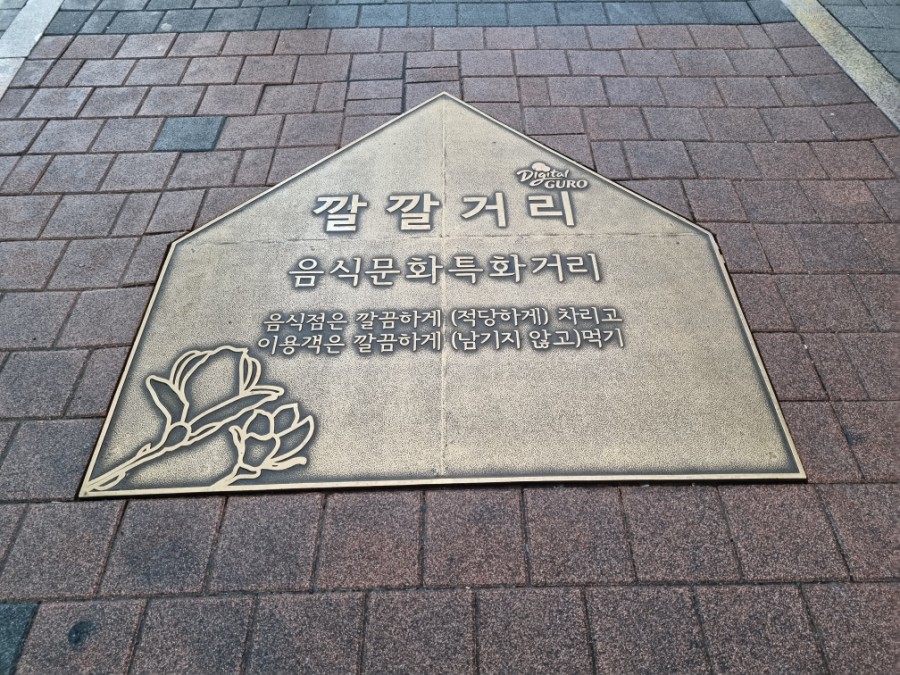 Digital
GURO
깔깔거리
음식문화특화거리
음식점은 깔끔하게 (적당하게) 차리고
이용객은 깔끔하게 (남기지 않고)먹기